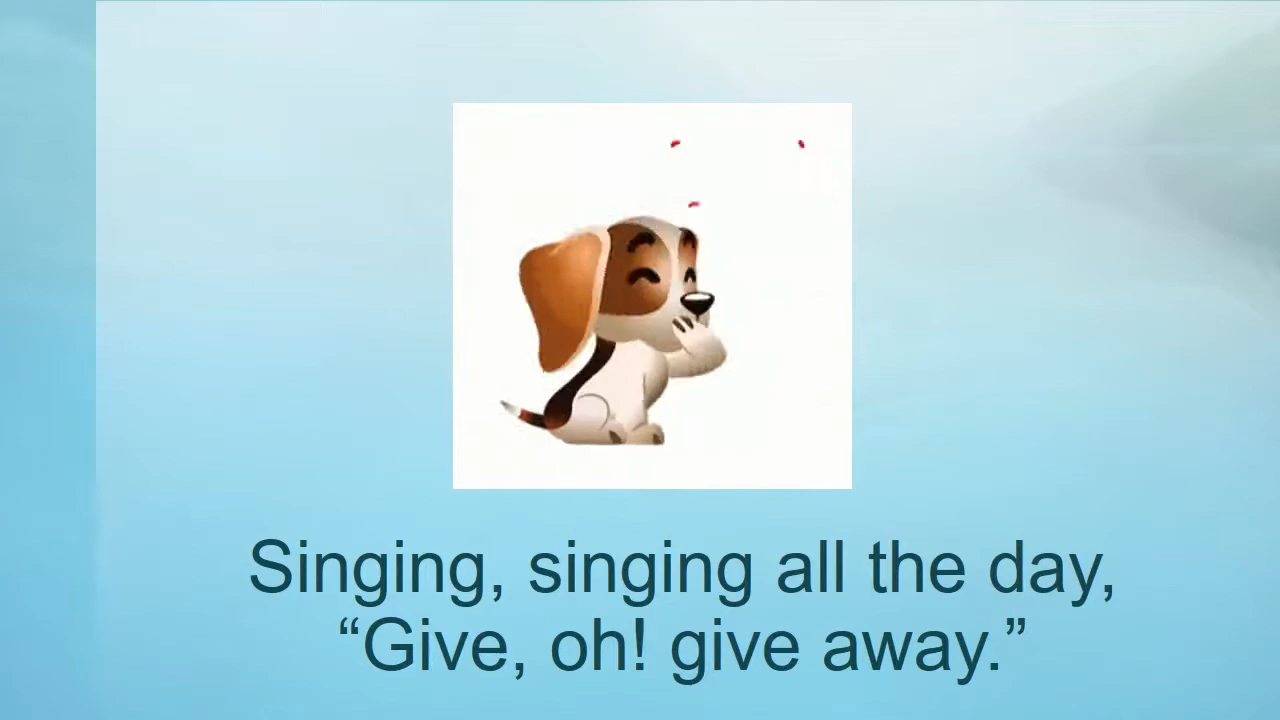 Singing, singing all the day,
“Give, oh! give away.”